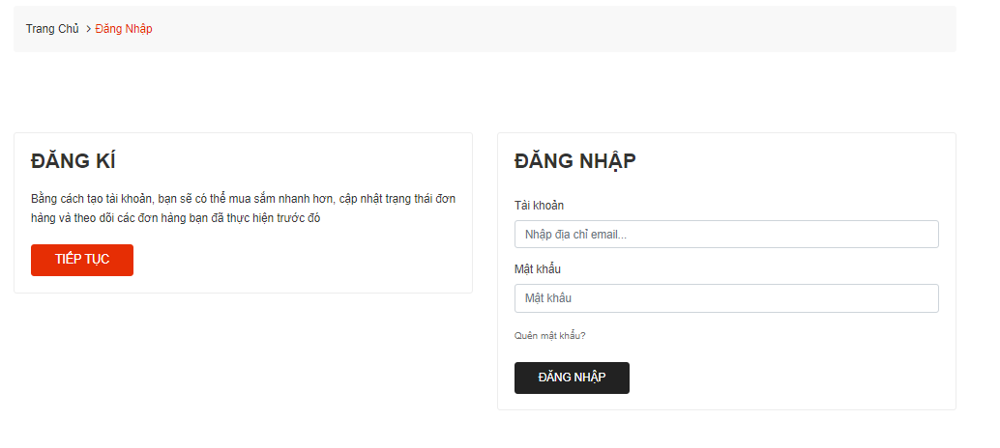 Trang Chủ > Đăng Nhập
ĐĂNG KÍ
Bằng cách tạo tài khoản, bạn sẽ có thể mua sắm nhanh hơn, cập nhật trạng thái đơn
hàng và theo dõi các đơn hàng bạn đã thực hiện trước đó
TIẾP TỤC
ĐĂNG NHẬP
Tài khoản
Nhập địa chỉ email...
Mật khẩu
Mật khâu
Quên mật khẩu?
ĐĂNG NHẬP